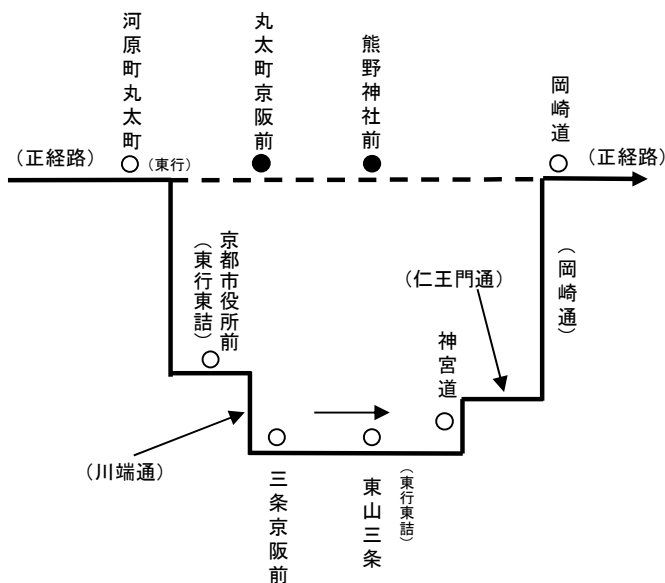 河原町丸太町
丸太町京阪前
熊野神社前
岡崎道
（正経路）
（東行）
（正経路）
京都市役所前
（東行東詰）
（仁王門通）
（岡崎通）
神宮道
（川端通）
三条京阪前
東山三条
（東行東詰）